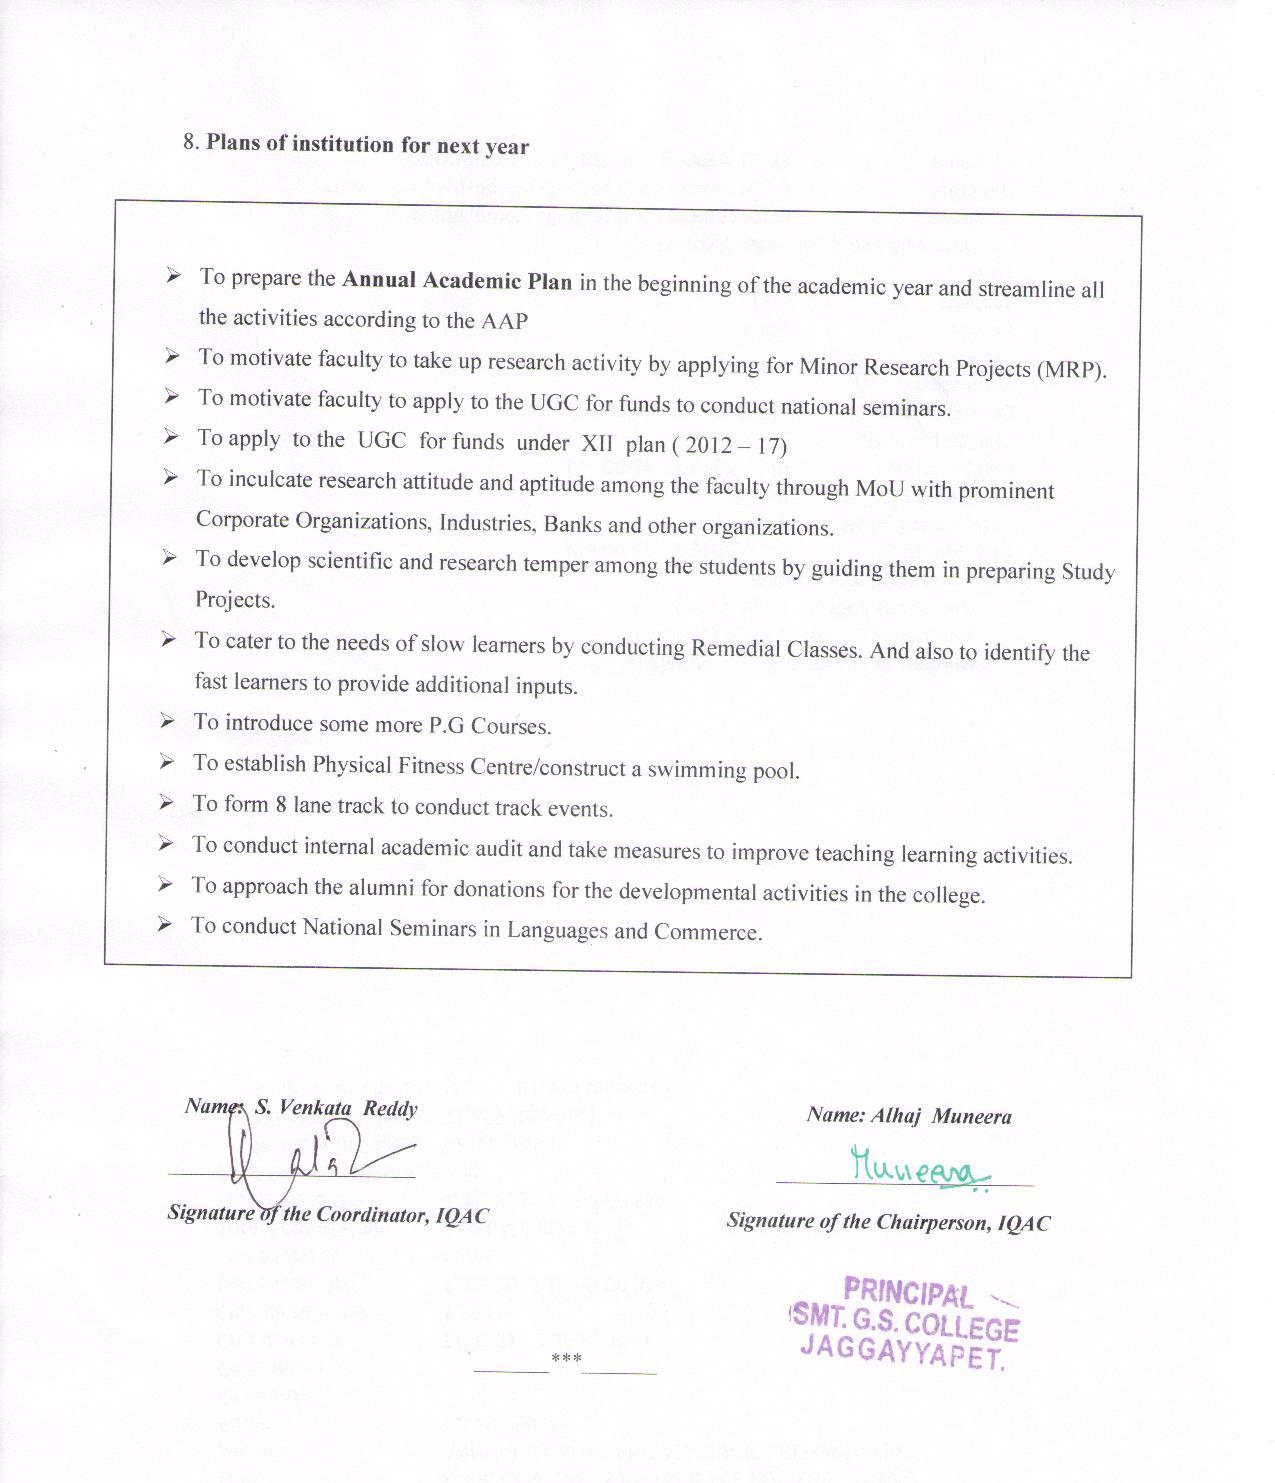 8. Plans of institution for next year
➢ To prepare the Annual Academic Plan in the beginning of the academic year and streamline all
the activities according to the AAP
➢ To motivate faculty to take up research activity by applying for Minor Research Projects (MRP).
➢ To motivate faculty to apply to the UGC for funds to conduct national seminars.
➢ To apply to the UGC for funds under XII plan ( 2012 – 17)
➢ To inculcate research attitude and aptitude among the faculty through MoU with prominent
Corporate Organizations, Industries, Banks and other organizations.
➢ To develop scientific and research temper among the students by guiding them in preparing Study
Projects.
➢ To cater to the needs of slow learners by conducting Remedial Classes. And also to identify the
fast learners to provide additional inputs.
➢ To introduce some more P.G Courses.
➢ To establish Physical Fitness Centre/construct a swimming pool.
➢ To form 8 lane track to conduct track events.
➢ To conduct internal academic audit and take measures to improve teaching learning activities.
➢ To approach the alumni for donations for the developmental activities in the college.
➢ To conduct National Seminars in Languages and Commerce.
Name: S. Venkata Reddy
Signature of the Coordinator, IQAC
Name: Alhaj Muneera
Muneera
Signature of the Chairperson, IQAC
PRINCIPAL
SMT. G.S. COLLEGE
JAGGAYYAPET.
***